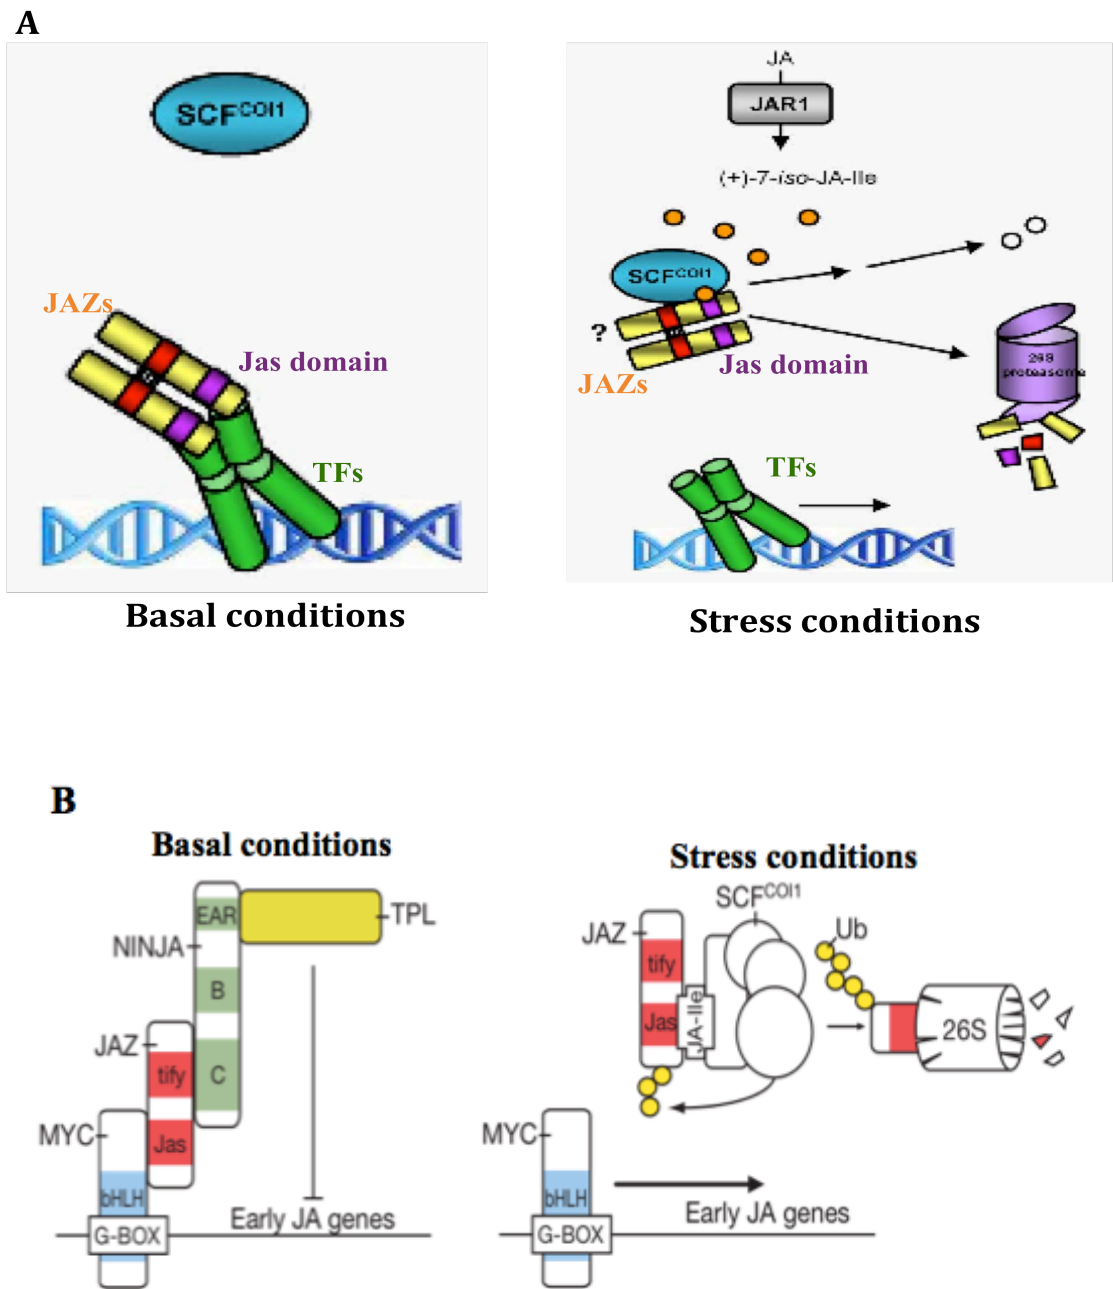 A
SCFCOI1
JAZs
Jas domain
TFs
Basal conditions
JA
JAR1
(+)-7-iso-JA-Ile
SCFCOI1
?
Jas domain
JAZs
26S
proteasome
TFs
Stress conditions
B
Basal conditions
EAR
TPL
NINJA
B
JAZ
tify
C
MYC
Jas
bHLH
Early JA genes
G-BOX
Stress conditions
SCFCOI1
JAZ
Ub
tify
Jas
JA-Ile
26S
MYC
bHLH
Early JA genes
G-BOX